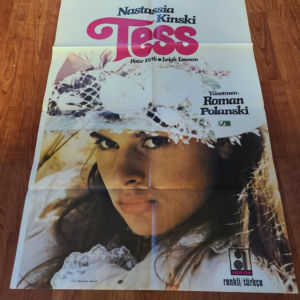 Nastassia
Kinski
Tess
Peter Firth • Leigh Lawson
Yönetmen:
Roman
Polanski
renkli türkçe